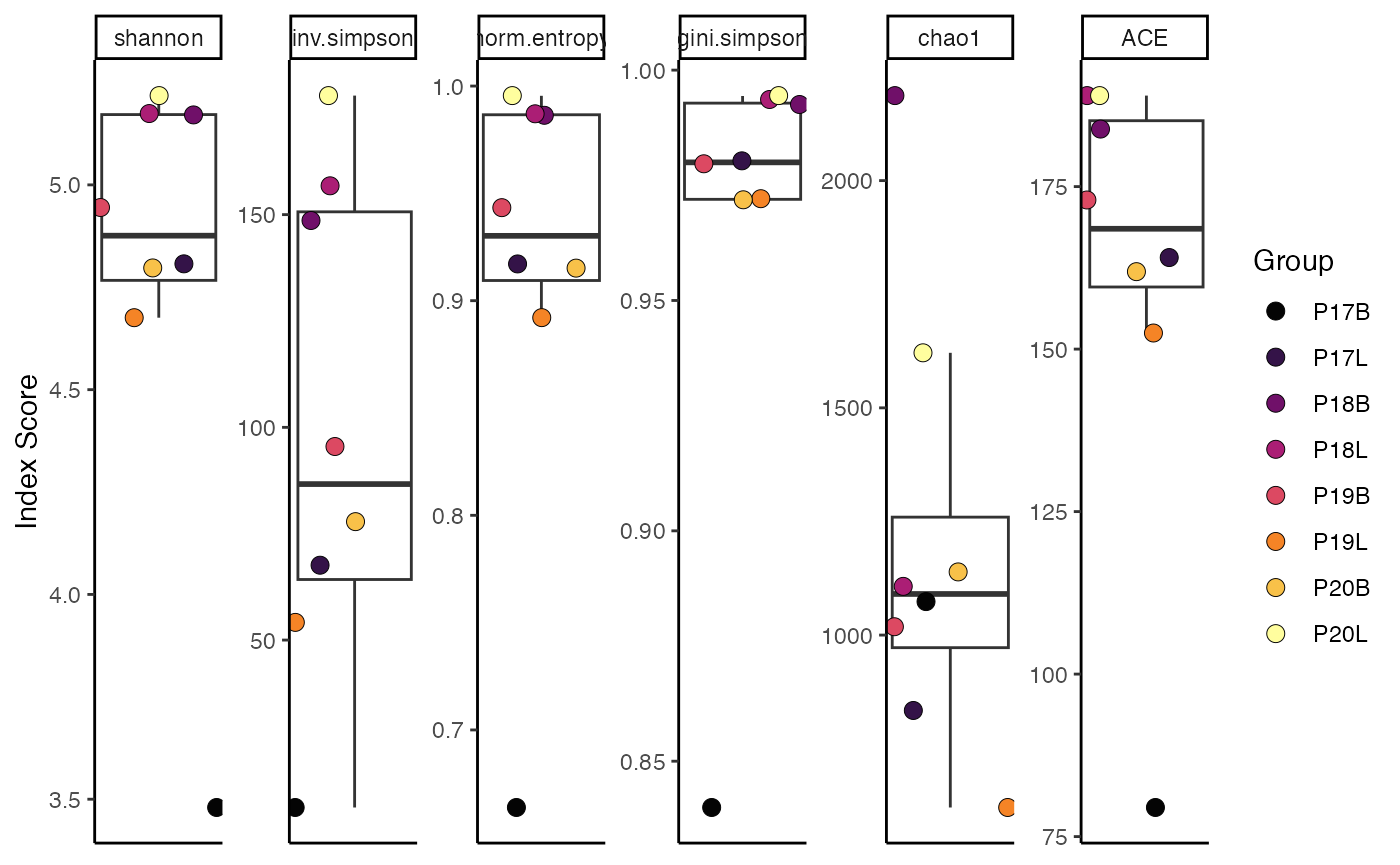 shannon
inv.simpson
norm.entropy
gini.simpson
chao1
ACE
Index Score
5.0
4.5
4.0
3.5
150
100
50
1.0
0.9
0.8
0.7
1.00
0.95
0.90
0.85
2000
1500
1000
175
150
125
100
75
Group
P17B
P17L
P18B
P18L
P19B
P19L
P20B
P20L